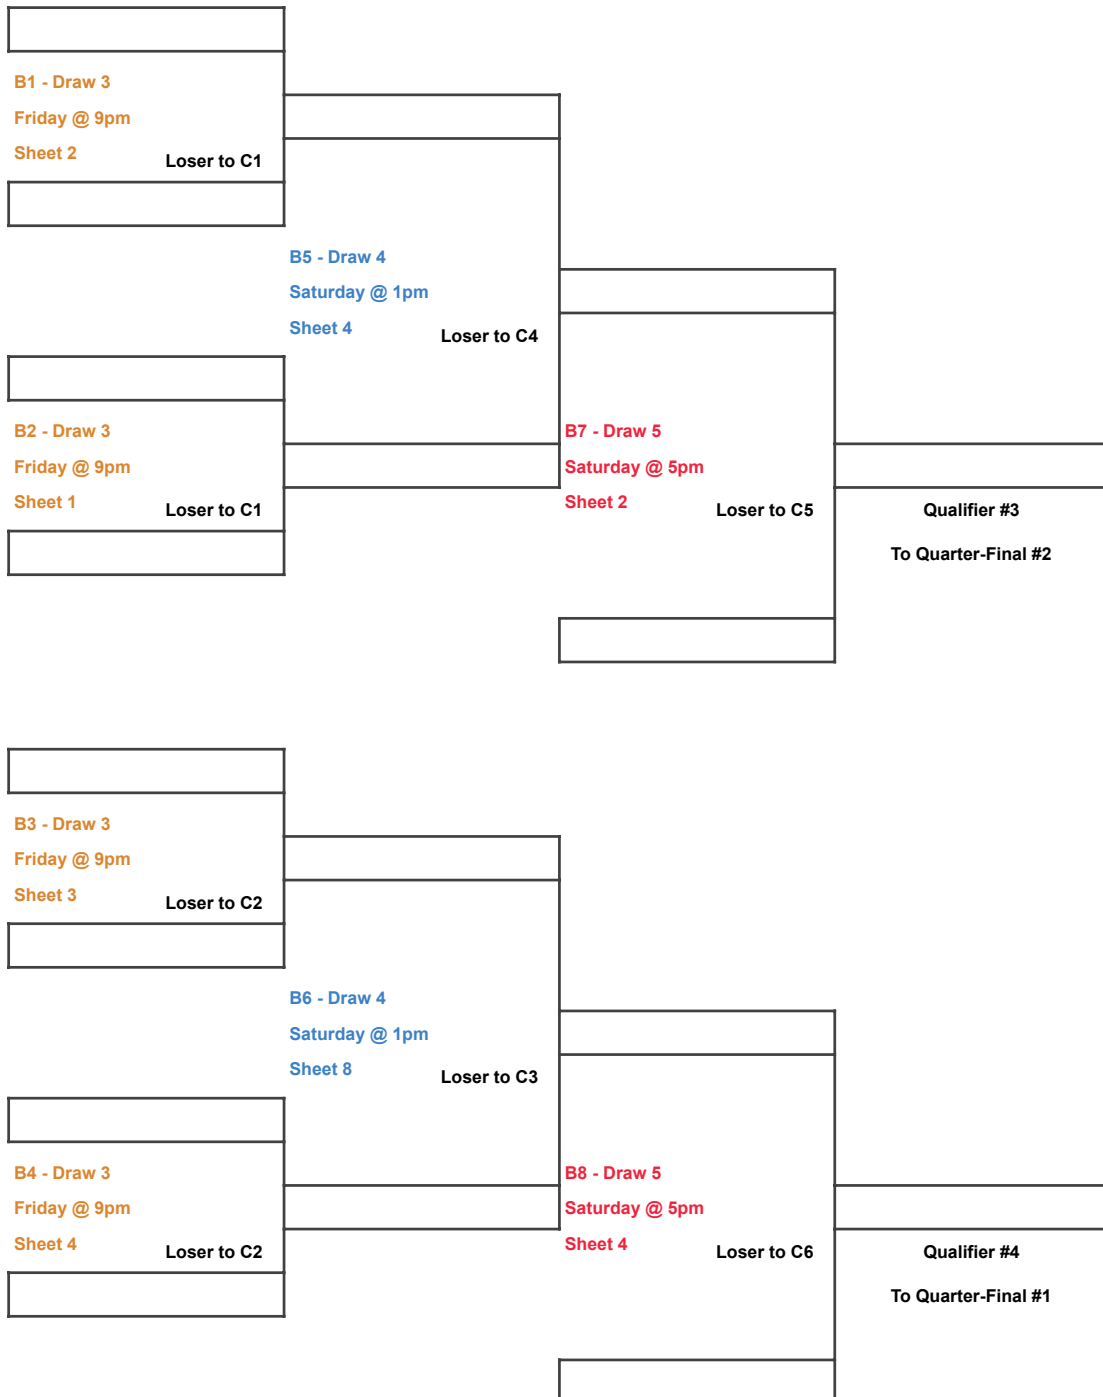 B1 - Draw 3
Friday @ 9pm
Sheet 2
Loser to C1
B5 - Draw 4
Saturday @ 1pm
Sheet 4
Loser to C4
B2 - Draw 3
Friday @ 9pm
Sheet 1
Loser to C1
B7 - Draw 5
Saturday @ 5pm
Sheet 2
Loser to C5
Qualifier #3
To Quarter-Final #2
B3 - Draw 3
Friday @ 9pm
Sheet 3
Loser to C2
B6 - Draw 4
Saturday @ 1pm
Sheet 8
Loser to C3
B4 - Draw 3
Friday @ 9pm
Sheet 4
Loser to C2
B8 - Draw 5
Saturday @ 5pm
Sheet 4
Loser to C6
Qualifier #4
To Quarter-Final #1